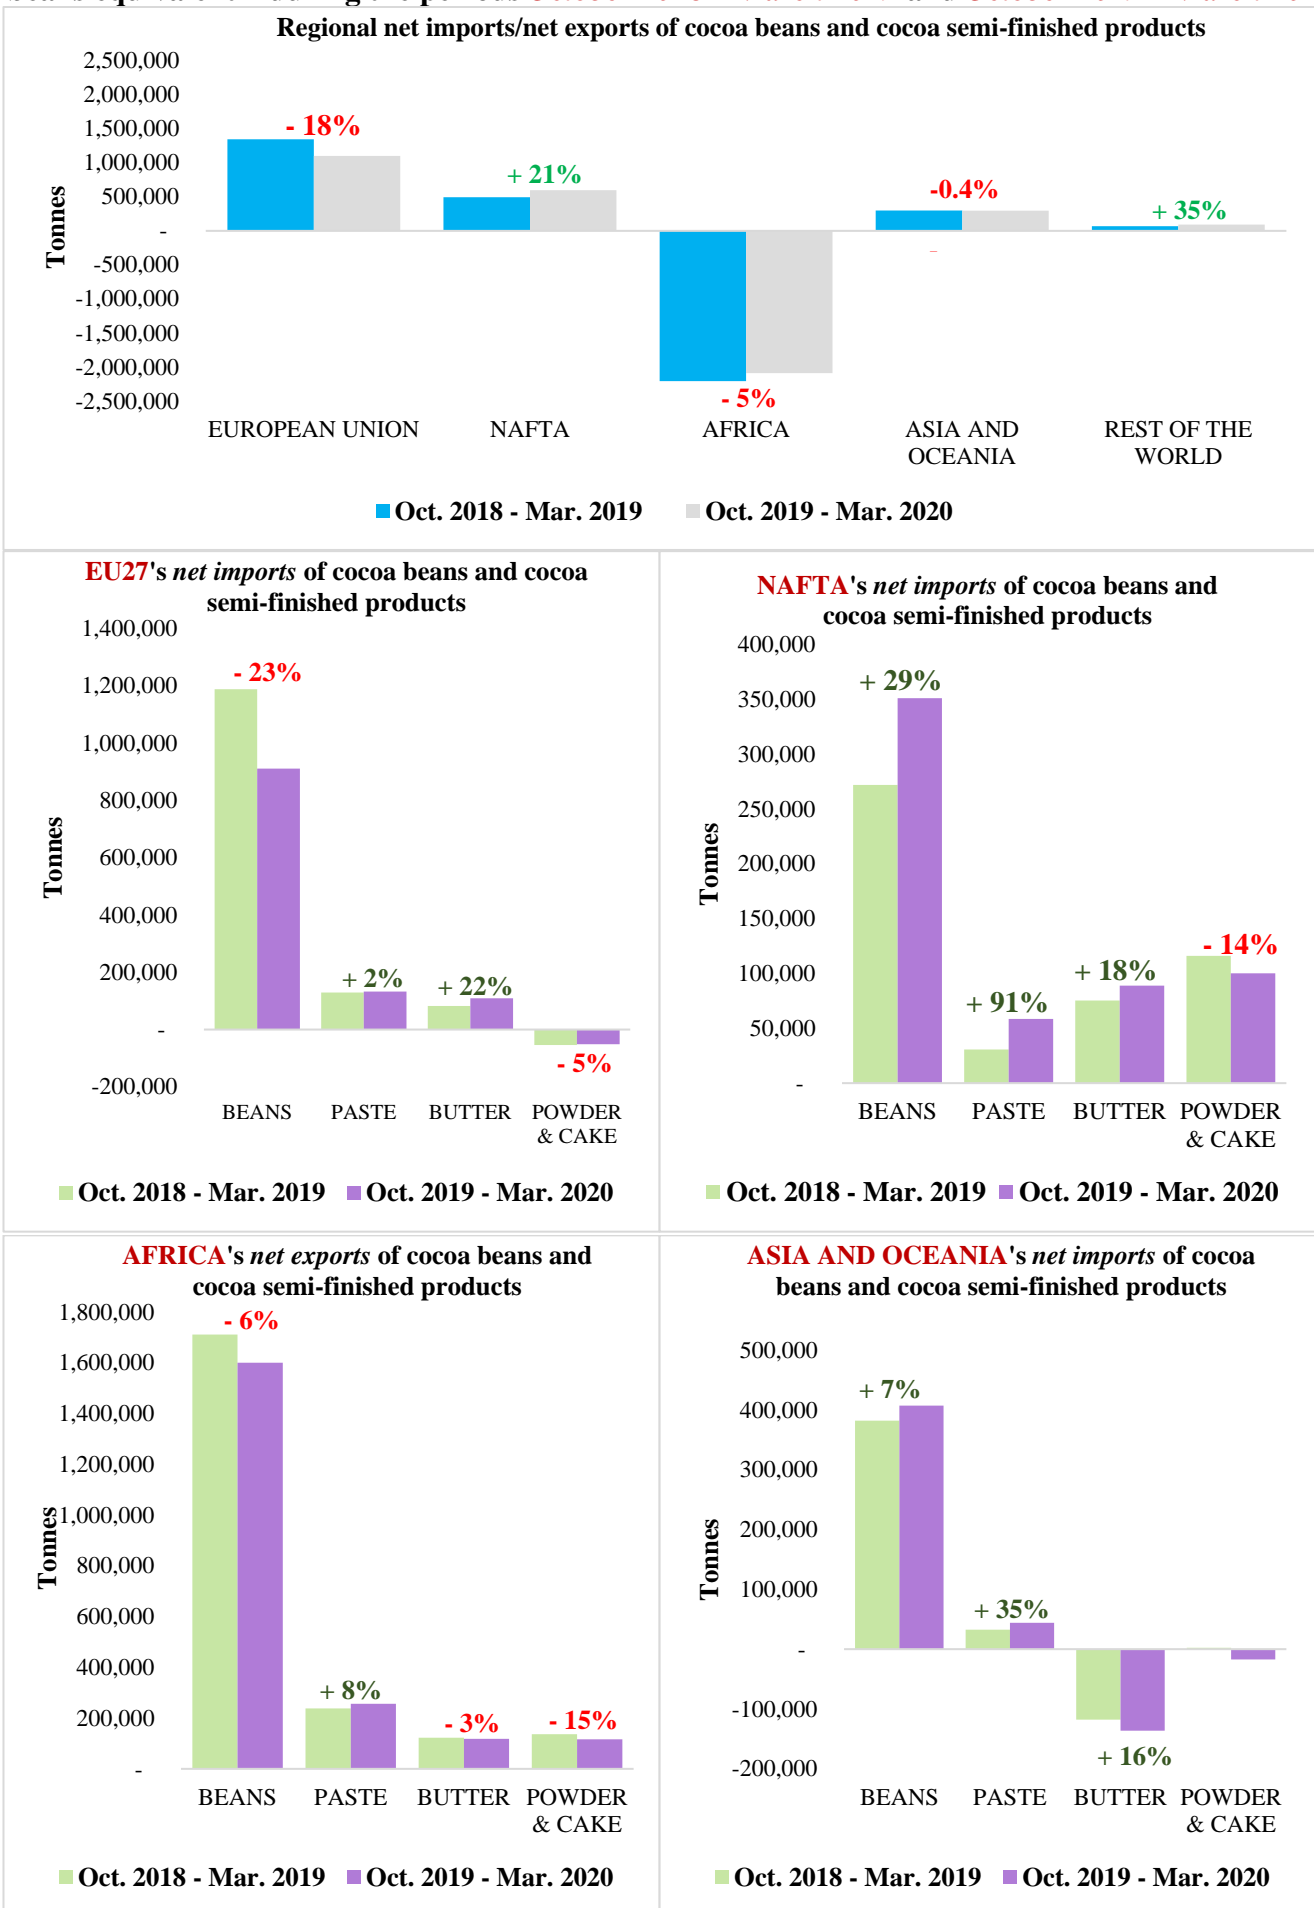 Regional net imports/net exports of cocoa beans and cocoa semi-finished products
2,500,000
2,000,000
1,500,000
1,000,000
500,000
-
-500,000
-1,000,000
-1,500,000
-2,000,000
-2,500,000
Tonnes
- 18%
+ 21%
- 5%
-0.4%
+ 35%
EUROPEAN UNION
NAFTA
AFRICA
ASIA AND
OCEANIA
REST OF THE
WORLD
Oct. 2018 - Mar. 2019
Oct. 2019 - Mar. 2020
EU27's net imports of cocoa beans and cocoa
semi-finished products
1,400,000
1,200,000
1,000,000
800,000
600,000
400,000
200,000
-
-200,000
Tonnes
- 23%
+ 2%
+ 22%
- 5%
BEANS
PASTE
BUTTER
POWDER
& CAKE
Oct. 2018 - Mar. 2019
Oct. 2019 - Mar. 2020
NAFTA's net imports of cocoa beans and
cocoa semi-finished products
400,000
350,000
300,000
250,000
200,000
150,000
100,000
50,000
-
Tonnes
+ 29%
+ 91%
+ 18%
- 14%
BEANS
PASTE
BUTTER
POWDER
& CAKE
Oct. 2018 - Mar. 2019
Oct. 2019 - Mar. 2020
AFRICA's net exports of cocoa beans and
cocoa semi-finished products
1,800,000
1,600,000
1,400,000
1,200,000
1,000,000
800,000
600,000
400,000
200,000
-
Tonnes
- 6%
+ 8%
- 3%
- 15%
BEANS
PASTE
BUTTER
POWDER
& CAKE
Oct. 2018 - Mar. 2019
Oct. 2019 - Mar. 2020
ASIA AND OCEANIA's net imports of cocoa
beans and cocoa semi-finished products
500,000
400,000
300,000
200,000
100,000
-
-100,000
-200,000
Tonnes
+ 7%
+ 35%
+ 16%
BEANS
PASTE
BUTTER
POWDER
& CAKE
Oct. 2018 - Mar. 2019
Oct. 2019 - Mar. 2020